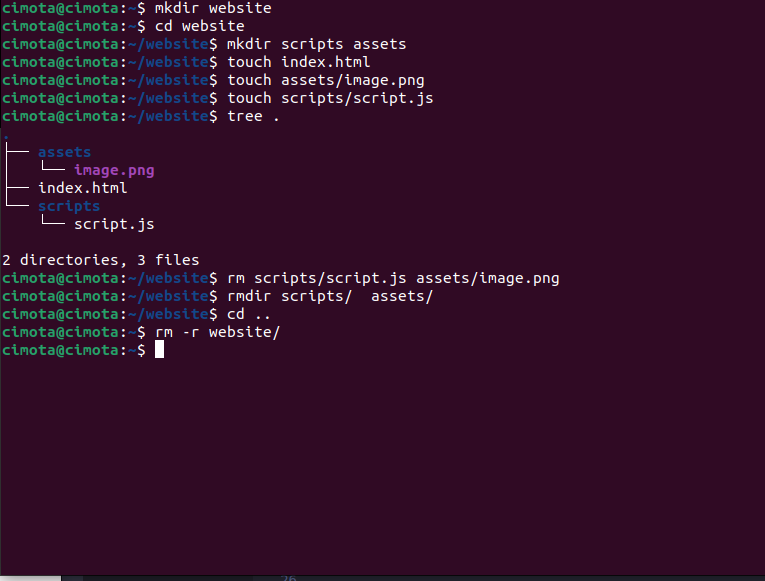 cimota@cimota:~$ mkdir website
cimota@cimota:~$ cd website
cimota@cimota:~/website$ mkdir scripts assets
cimota@cimota:~/website$ touch index.html
cimota@cimota:~/website$ touch assets/image.png
cimota@cimota:~/website$ touch scripts/script.js
cimota@cimota:~/website$ tree .
.
├── assets
│   └── image.png
├── index.html
└── scripts
    └── script.js

2 directories, 3 files
cimota@cimota:~/website$ rm scripts/script.js assets/image.png
cimota@cimota:~/website$ rmdir scripts/  assets/
cimota@cimota:~/website$ cd ..
cimota@cimota:~$ rm -r website/
cimota@cimota:~$